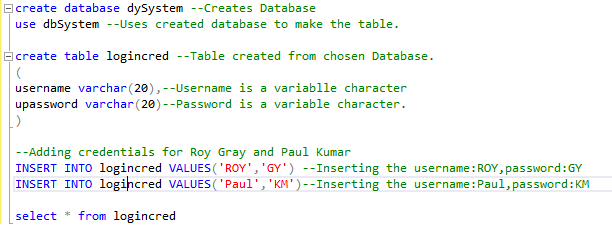 create database dySystem --Creates Database
use dbSystem --Uses created database to make the table.
create table logincred --Table created from chosen Database.
(
username varchar(20),--Username is a variablle character
upassword varchar(20)--Password is a variable character.
)
--Adding credentials for Roy Gray and Paul Kumar
INSERT INTO logincred VALUES('ROY','GY') --Inserting the username:ROY,password:GY
INSERT INTO logincred VALUES('Paul','KM')--Inserting the username:Paul,password:KM
select * from logincred